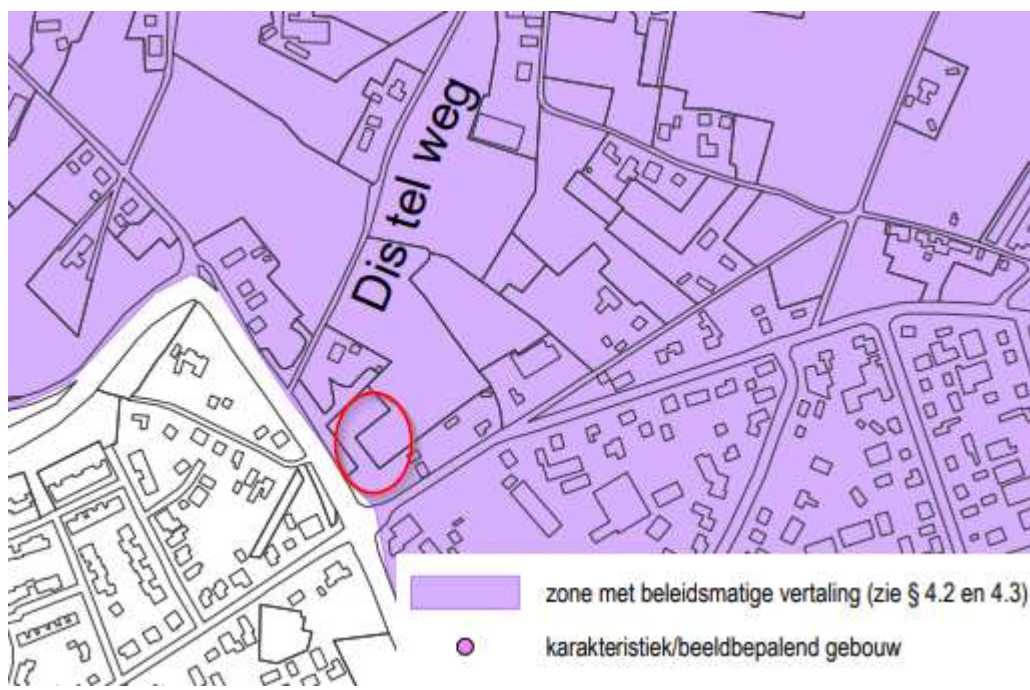 Dis tel weg
zone met beleidsmatige vertaling (zie § 4.2 en 4.3)
karakteristiek/beeldbepalend gebouw